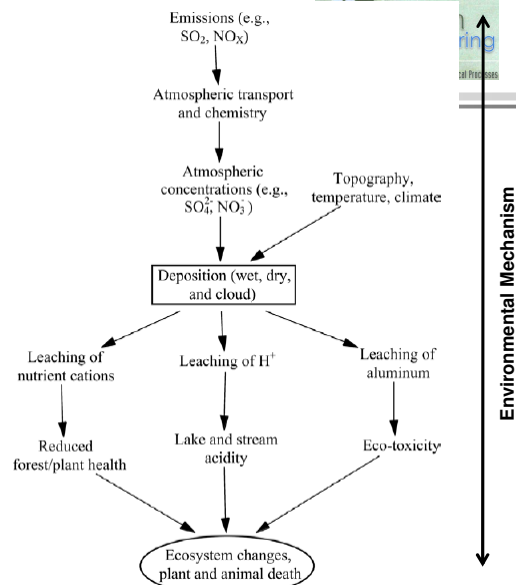 Emissions (e.g.,
SO₂, NOₓ)
ring
Atmospheric transport
and chemistry
Atmospheric
concentrations (e.g.,
SO₄²⁻, NO₃⁻)
Topography,
temperature, climate
Deposition (wet, dry,
and cloud)
Leaching of
nutrient cations
Leaching of H⁺
Leaching of
aluminum
Reduced
forest/plant health
Lake and stream
acidity
Eco-toxicity
Ecosystem changes,
plant and animal death
Environmental Mechanism